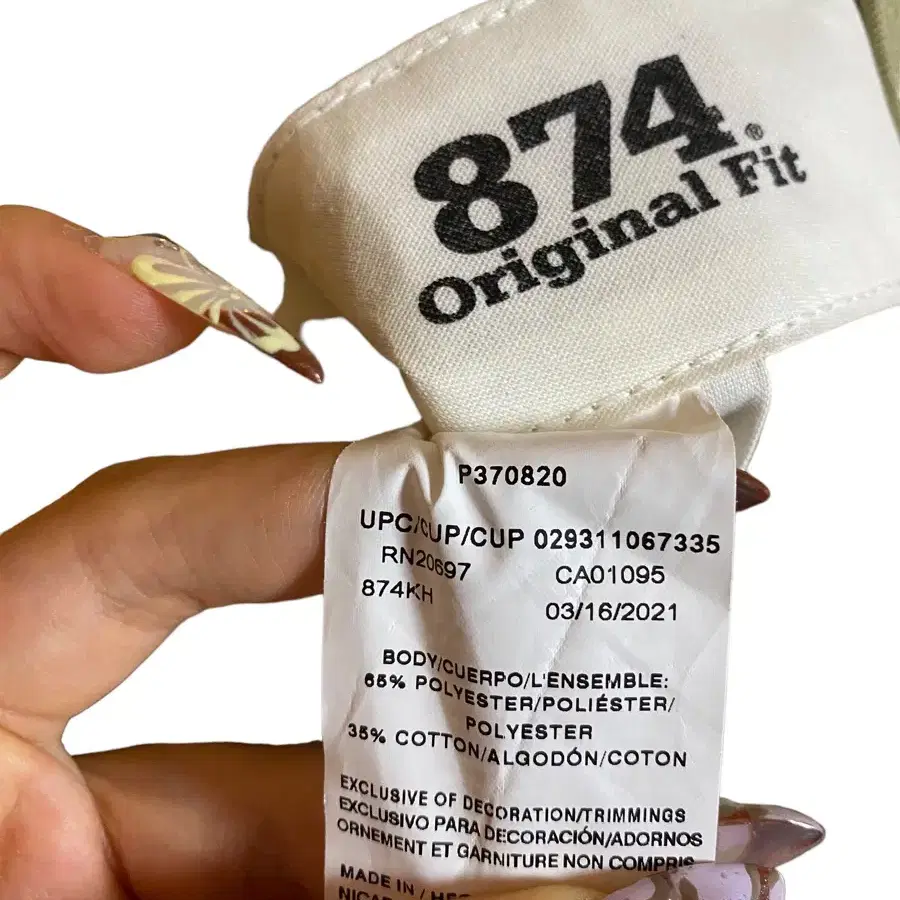 874®
Original Fit
P370820
UPC/CUP/CUP 029311067335
RN20697 CA01095
874KH 03/16/2021
BODY/CUERPO/L'ENSEMBLE:
65% POLYESTER/POLIÉSTER/
POLYESTER
35% COTTON/ALGODÓN/COTON
EXCLUSIVE OF DECORATION/TRIMMINGS
EXCLUSIVO PARA DECORACIÓN/ADORNOS
ORNEMENT ET GARNITURE NON COMPRIS
MADE IN